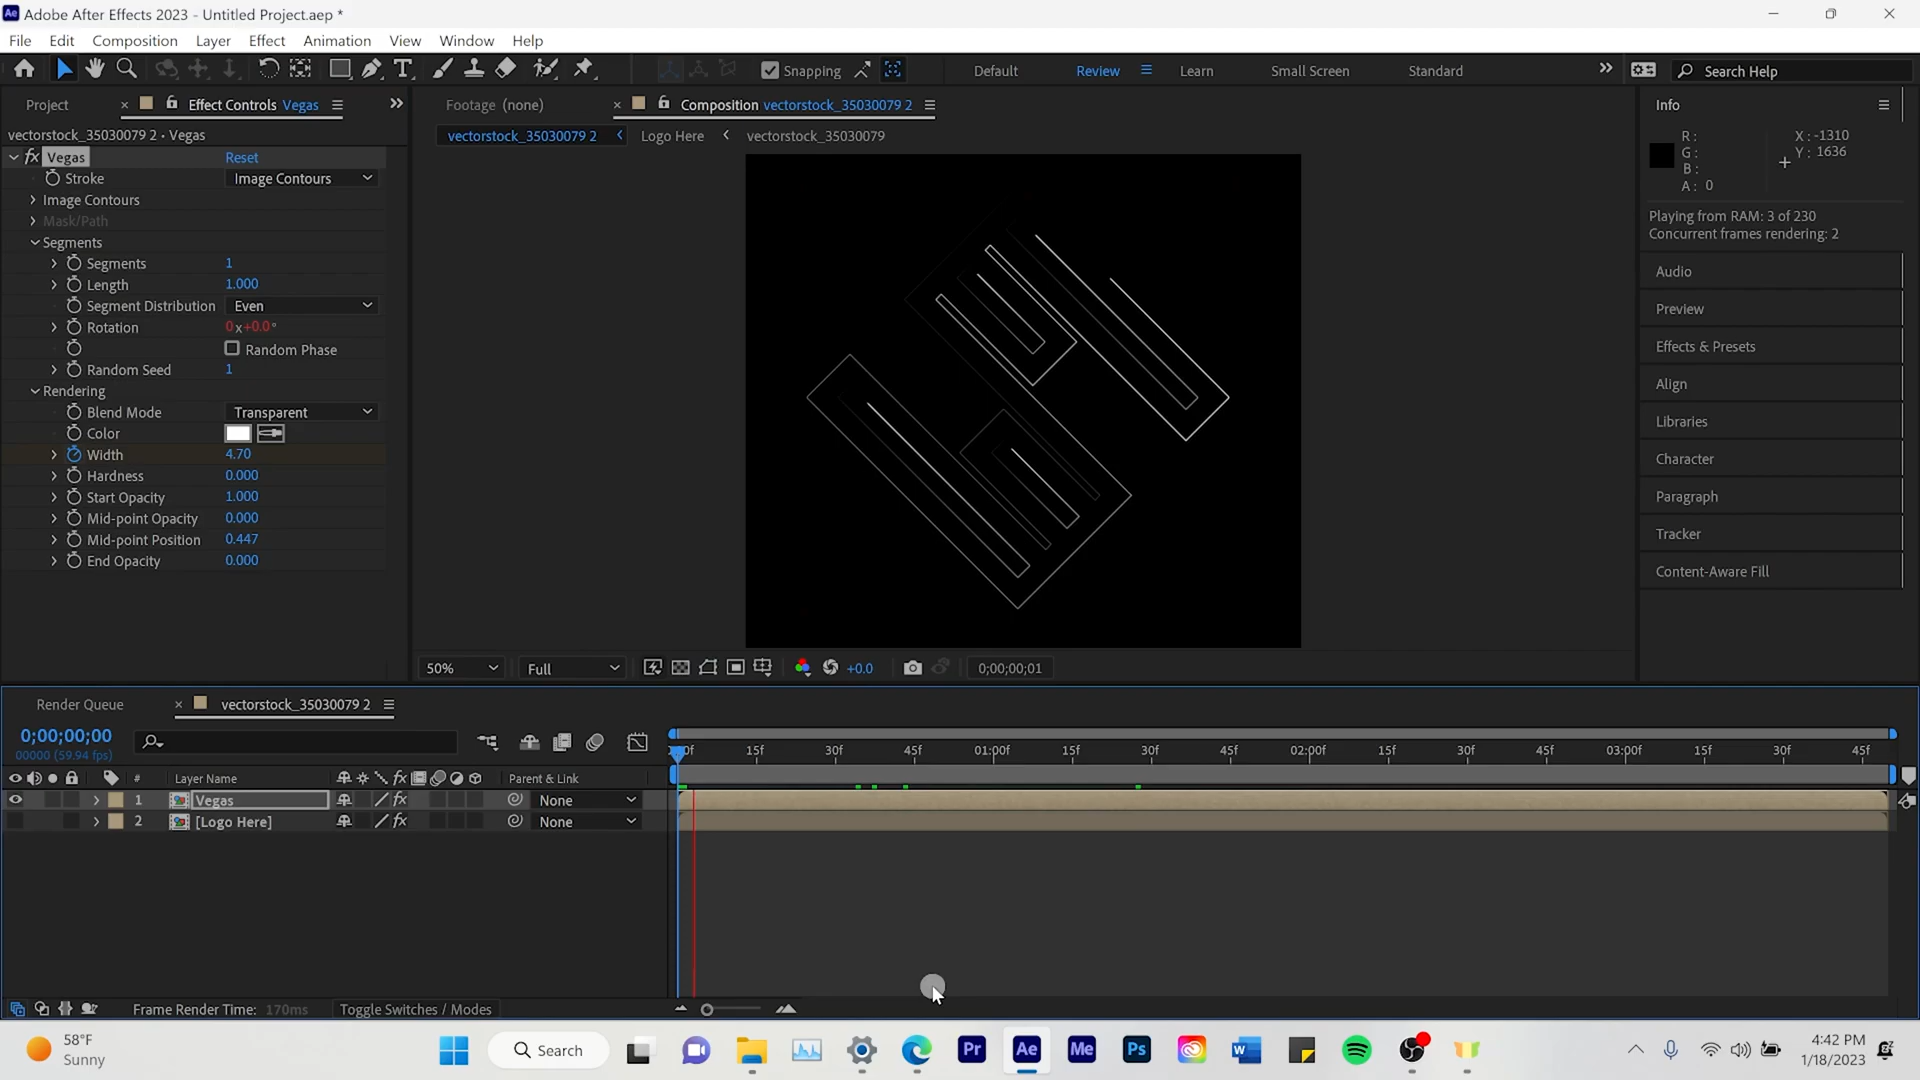 Adobe After Effects 2023 - Untitled Project.aep *
File Edit Composition Layer Effect Animation View Window Help
Snapping Default Review Learn Small Screen Standard Search Help
Project Effect Controls Vegas
Footage (none) Composition vectorstock_35030079 2
Info
vectorstock_35030079 2 • Vegas
vectorstock_35030079 2 Logo Here vectorstock_35030079
fx Vegas Reset
Stroke Image Contours
Image Contours
Mask/Path
Segments
Segments 1
Length 1.000
Segment Distribution Even
Rotation 0x+0.0°
Random Phase
Random Seed 1
Rendering
Blend Mode Transparent
Color
Width 4.70
Hardness 0.000
Start Opacity 1.000
Mid-point Opacity 0.000
Mid-point Position 0.447
End Opacity 0.000
R: X: -1310
G: Y: 1636
B:
A: 0
Playing from RAM: 3 of 230
Concurrent frames rendering: 2
Audio
Preview
Effects & Presets
Align
Libraries
Character
Paragraph
Tracker
Content-Aware Fill
50% Full +0.0 0;00;00;01
Render Queue vectorstock_35030079 2
0;00;00;00
00000 (59.94 fps)
15f 30f 45f 01:00f 15f 30f 45f 02:00f 15f 30f 45f 03:00f 15f 30f 45f
# Layer Name fx Parent & Link
1 Vegas fx None
2 [Logo Here] fx None
Frame Render Time: 170ms Toggle Switches / Modes
58°F
Sunny
Search
Pr Ae Me Ps
4:42 PM
1/18/2023